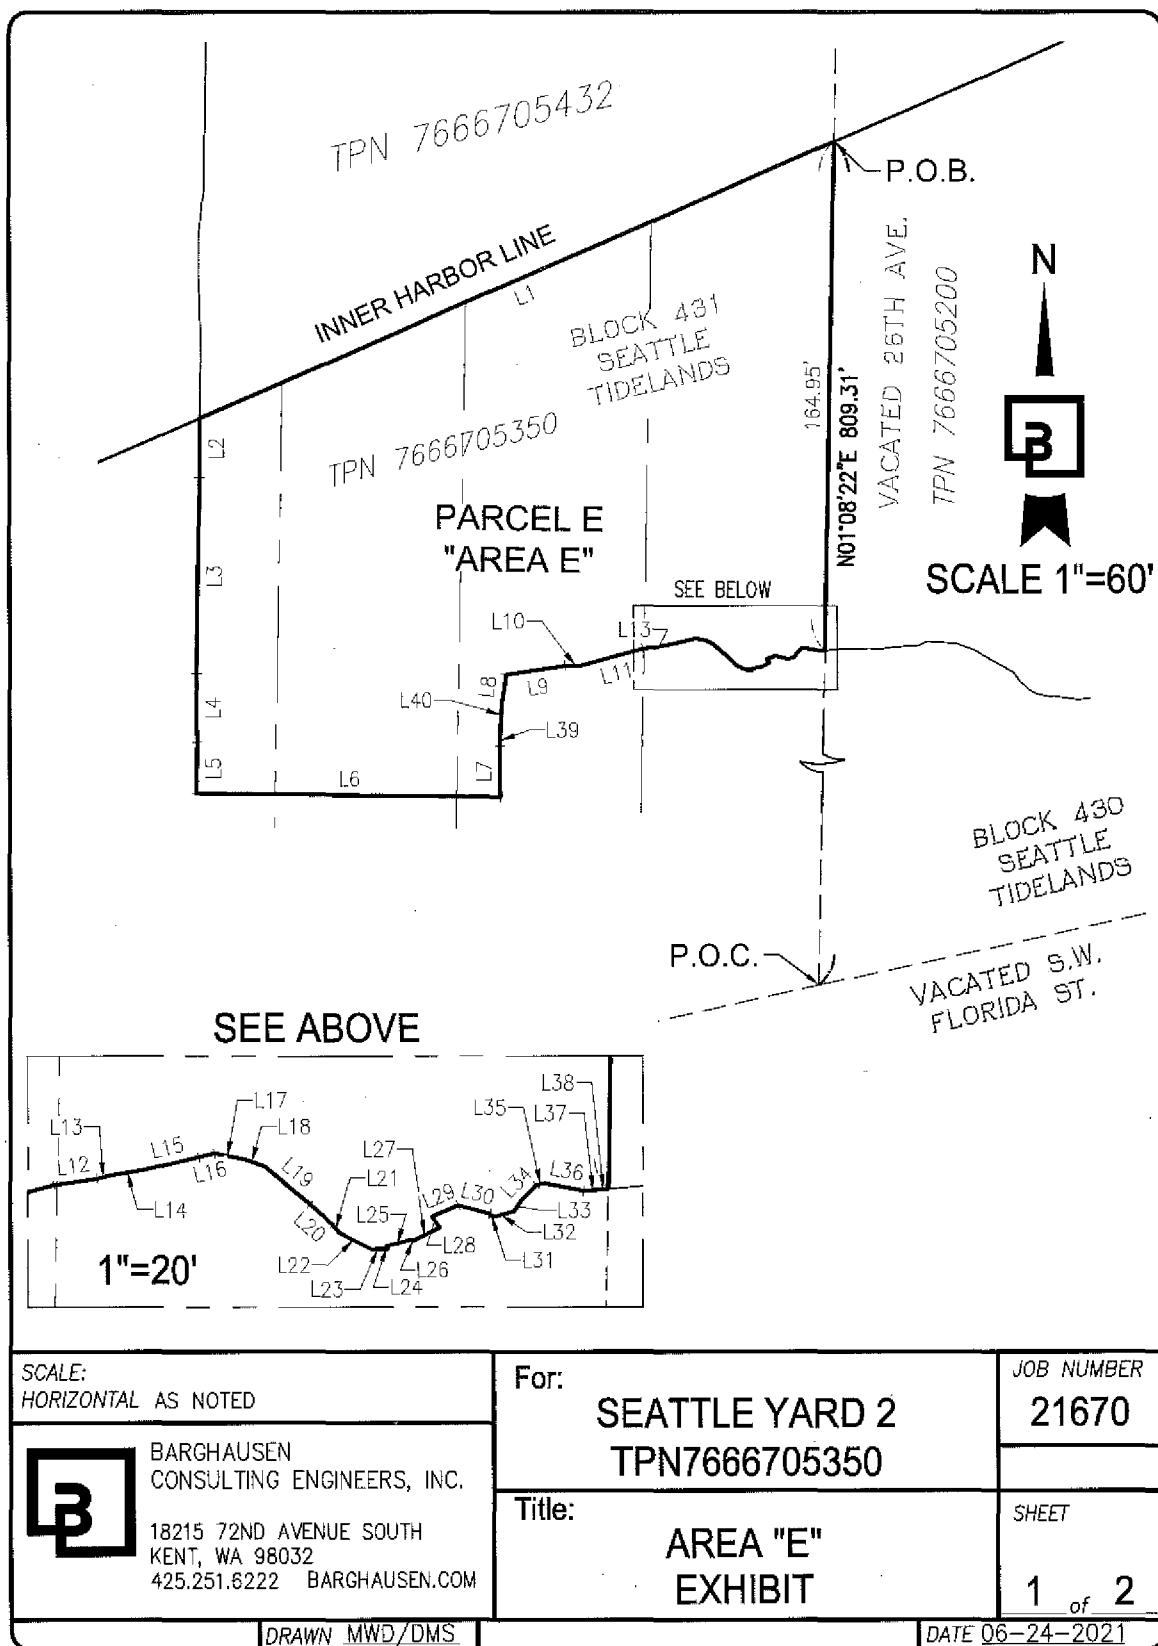 TPN 7666705432
P.O.B.
INNER HARBOR LINE
L1
BLOCK 431
SEATTLE
TIDELANDS
VACATED 26TH AVE.
TPN 7666705200
N
B
SCALE 1"=60'
164.95'
N01°08'22"E 809.31'
L2
TPN 7666705350
PARCEL E
"AREA E"
L3
SEE BELOW
L10
L13
L11
L9
L8
L40
L4
L39
L5
L6
L7
BLOCK 430
SEATTLE
TIDELANDS
P.O.C.
VACATED S.W.
FLORIDA ST.
SEE ABOVE
L38
L17
L35
L37
L13
L18
L15
L27
L12
L16
L19
L21
L29
L30
L34
L36
L14
L25
L33
L20
L28
L32
L22
L26
L31
L23
L24
1"=20'
SCALE:
HORIZONTAL AS NOTED
For:
SEATTLE YARD 2
TPN7666705350
JOB NUMBER
21670
B
BARGHAUSEN
CONSULTING ENGINEERS, INC.
18215 72ND AVENUE SOUTH
KENT, WA 98032
425.251.6222 BARGHAUSEN.COM
Title:
AREA "E"
EXHIBIT
SHEET
1 of 2
DRAWN MWD/DMS
DATE 06-24-2021